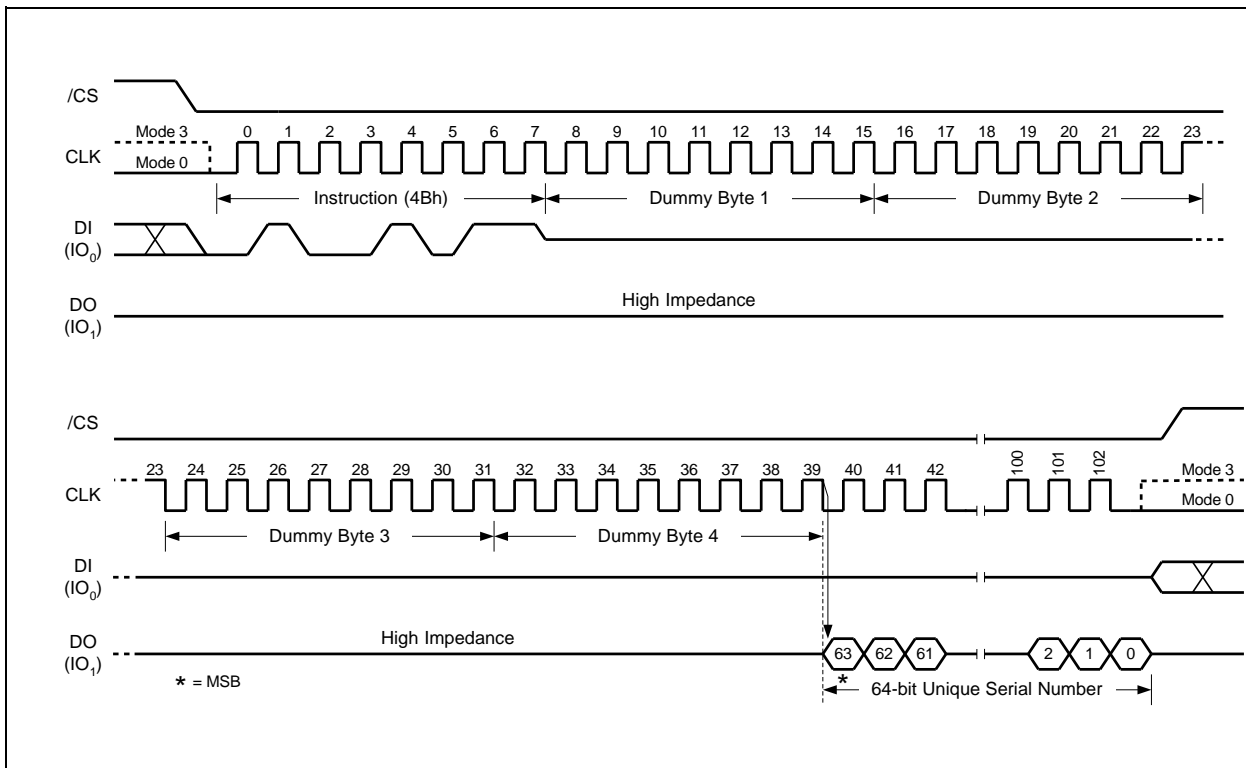 /CS
Mode 3 0 1 2 3 4 5 6 7 8 9 10 11 12 13 14 15 16 17 18 19 20 21 22 23
CLK
Mode 0
Instruction (4Bh) Dummy Byte 1 Dummy Byte 2
DI
(IO0)
High Impedance
DO
(IO1)
/CS
23 24 25 26 27 28 29 30 31 32 33 34 35 36 37 38 39 40 41 42 100 101 102 Mode 3
CLK
Mode 0
Dummy Byte 3 Dummy Byte 4
DI
(IO0)
High Impedance
DO
(IO1)
63 62 61 2 1 0
* = MSB
*
64-bit Unique Serial Number